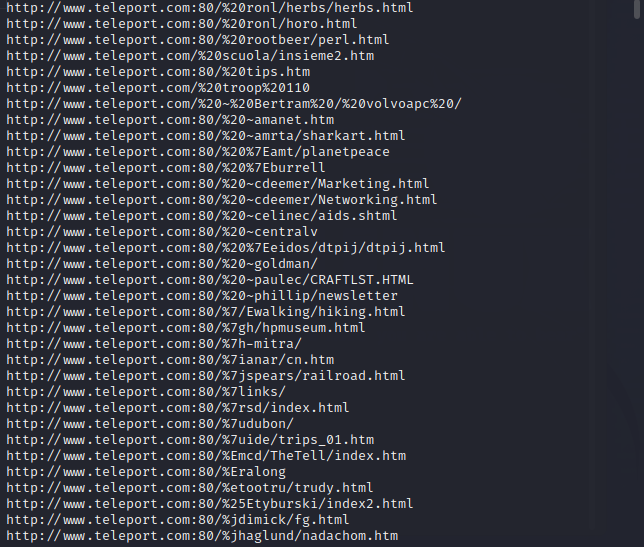 http://www.teleport.com:80/%20ronl/herbs/herbs.html
http://www.teleport.com:80/%20ronl/horo.html
http://www.teleport.com:80/%20rootbeer/perl.html
http://www.teleport.com/%20scuola/insieme2.htm
http://www.teleport.com:80/%20tips.htm
http://www.teleport.com/%20troop%20110
http://www.teleport.com/%20~%20Bertram%20/%20volvoapc%20/
http://www.teleport.com:80/%20~amanet.htm
http://www.teleport.com:80/%20~amrta/sharkart.html
http://www.teleport.com:80/%20%7Eamt/planetpeace
http://www.teleport.com:80/%20%7Eburrell
http://www.teleport.com:80/%20~cdeemer/Marketing.html
http://www.teleport.com:80/%20~cdeemer/Networking.html
http://www.teleport.com:80/%20~celinec/aids.shtml
http://www.teleport.com:80/%20~centralv
http://www.teleport.com:80/%20%7Eeidos/dtpij/dtpij.html
http://www.teleport.com:80/%20~goldman/
http://www.teleport.com:80/%20~paulec/CRAFTLST.HTML
http://www.teleport.com:80/%20~phillip/newsletter
http://www.teleport.com:80/%7/Ewalking/hiking.html
http://www.teleport.com:80/%7gh/hpmuseum.html
http://www.teleport.com:80/%7h-mitra/
http://www.teleport.com:80/%7ianar/cn.htm
http://www.teleport.com:80/%7jspears/railroad.html
http://www.teleport.com:80/%7links/
http://www.teleport.com:80/%7rsd/index.html
http://www.teleport.com:80/%7udubon/
http://www.teleport.com:80/%7uide/trips_01.htm
http://www.teleport.com:80/%Emcd/TheTell/index.htm
http://www.teleport.com:80/%Eralong
http://www.teleport.com:80/%etootru/trudy.html
http://www.teleport.com:80/%25Etyburski/index2.html
http://www.teleport.com:80/%jdimick/fg.html
http://www.teleport.com:80/%jhaglund/nadachom.htm